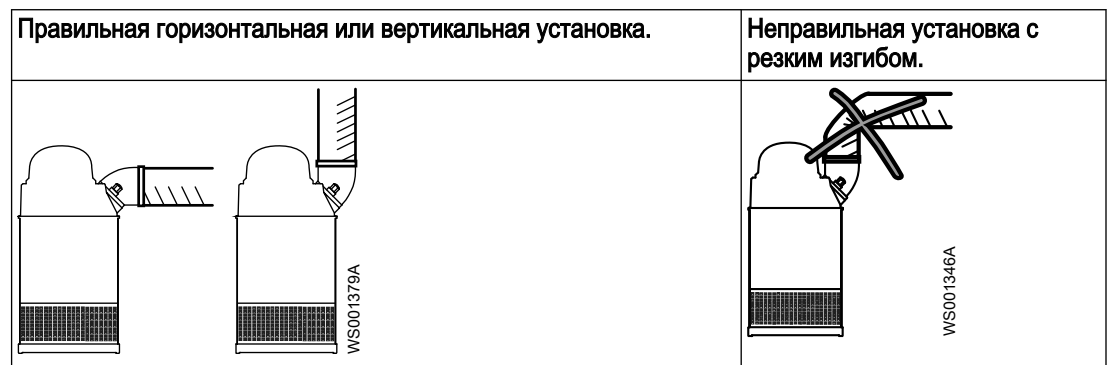 Правильная горизонтальная или вертикальная установка.
Неправильная установка с
резким изгибом.
WS001379A
WS001346A